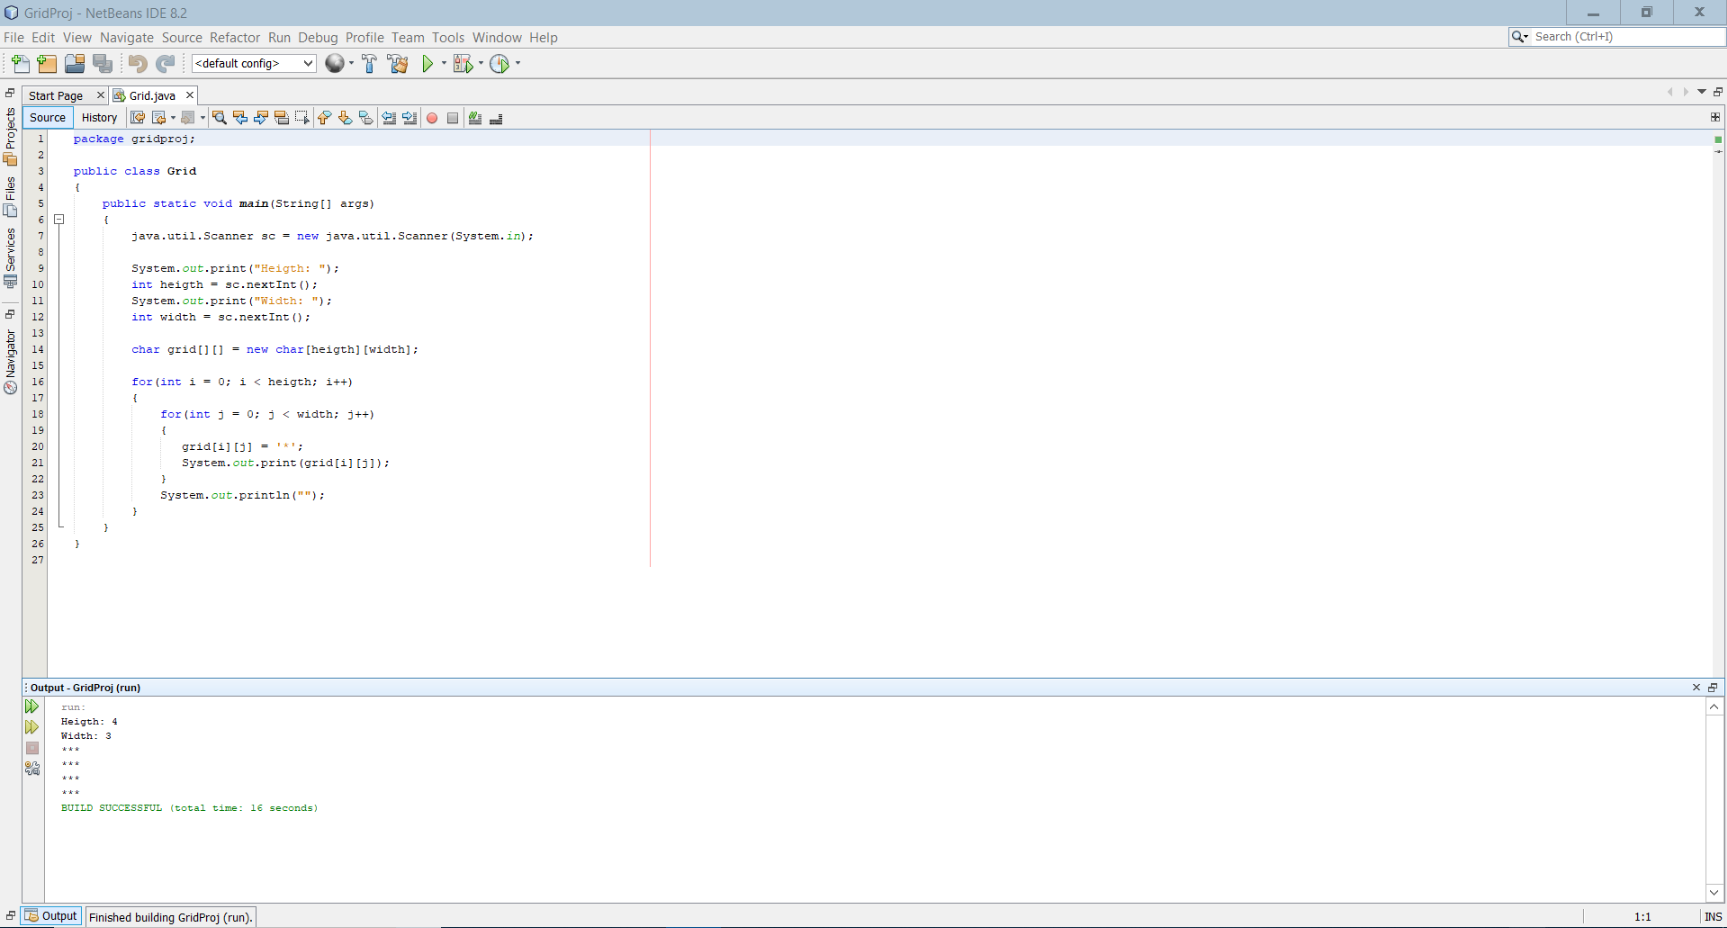 GridProj - NetBeans IDE 8.2
File Edit View Navigate Source Refactor Run Debug Profile Team Tools Window Help
Search (Ctrl+I)
<default config>
Start Page
Grid.java
Source History
Projects
Files
Services
Navigator
1 package gridproj;
2
3 public class Grid
4 {
5 public static void main(String[] args)
6 {
7 java.util.Scanner sc = new java.util.Scanner(System.in);
8
9 System.out.print("Heigth: ");
10 int heigth = sc.nextInt();
11 System.out.print("Width: ");
12 int width = sc.nextInt();
13
14 char grid[][] = new char[heigth][width];
15
16 for(int i = 0; i < heigth; i++)
17 {
18 for(int j = 0; j < width; j++)
19 {
20 grid[i][j] = '*';
21 System.out.print(grid[i][j]);
22 }
23 System.out.println("");
24 }
25 }
26 }
27
Output - GridProj (run)
run:
Heigth: 4
Width: 3
***
***
***
***
BUILD SUCCESSFUL (total time: 16 seconds)
Output
Finished building GridProj (run).
1:1
INS